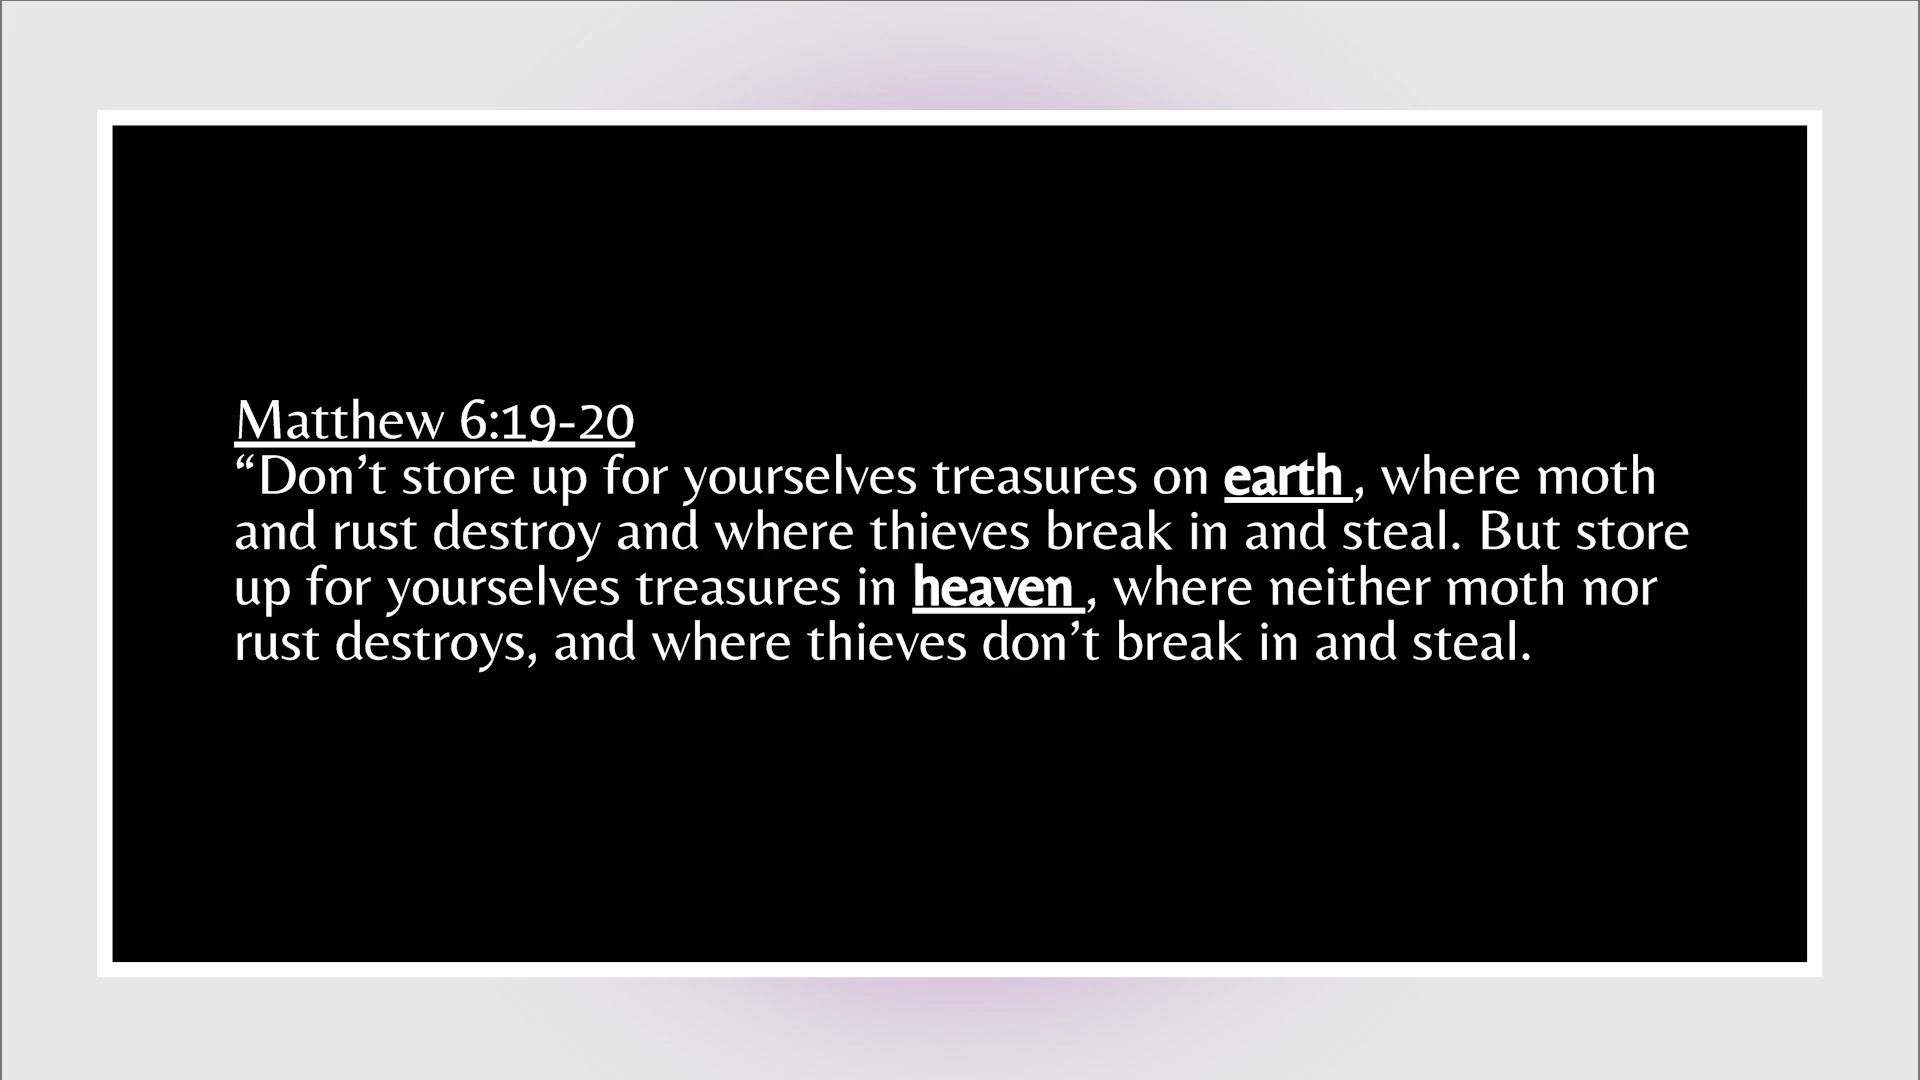 Matthew 6:19-20
“Don’t store up for yourselves treasures on earth , where moth
and rust destroy and where thieves break in and steal. But store
up for yourselves treasures in heaven , where neither moth nor
rust destroys, and where thieves don’t break in and steal.